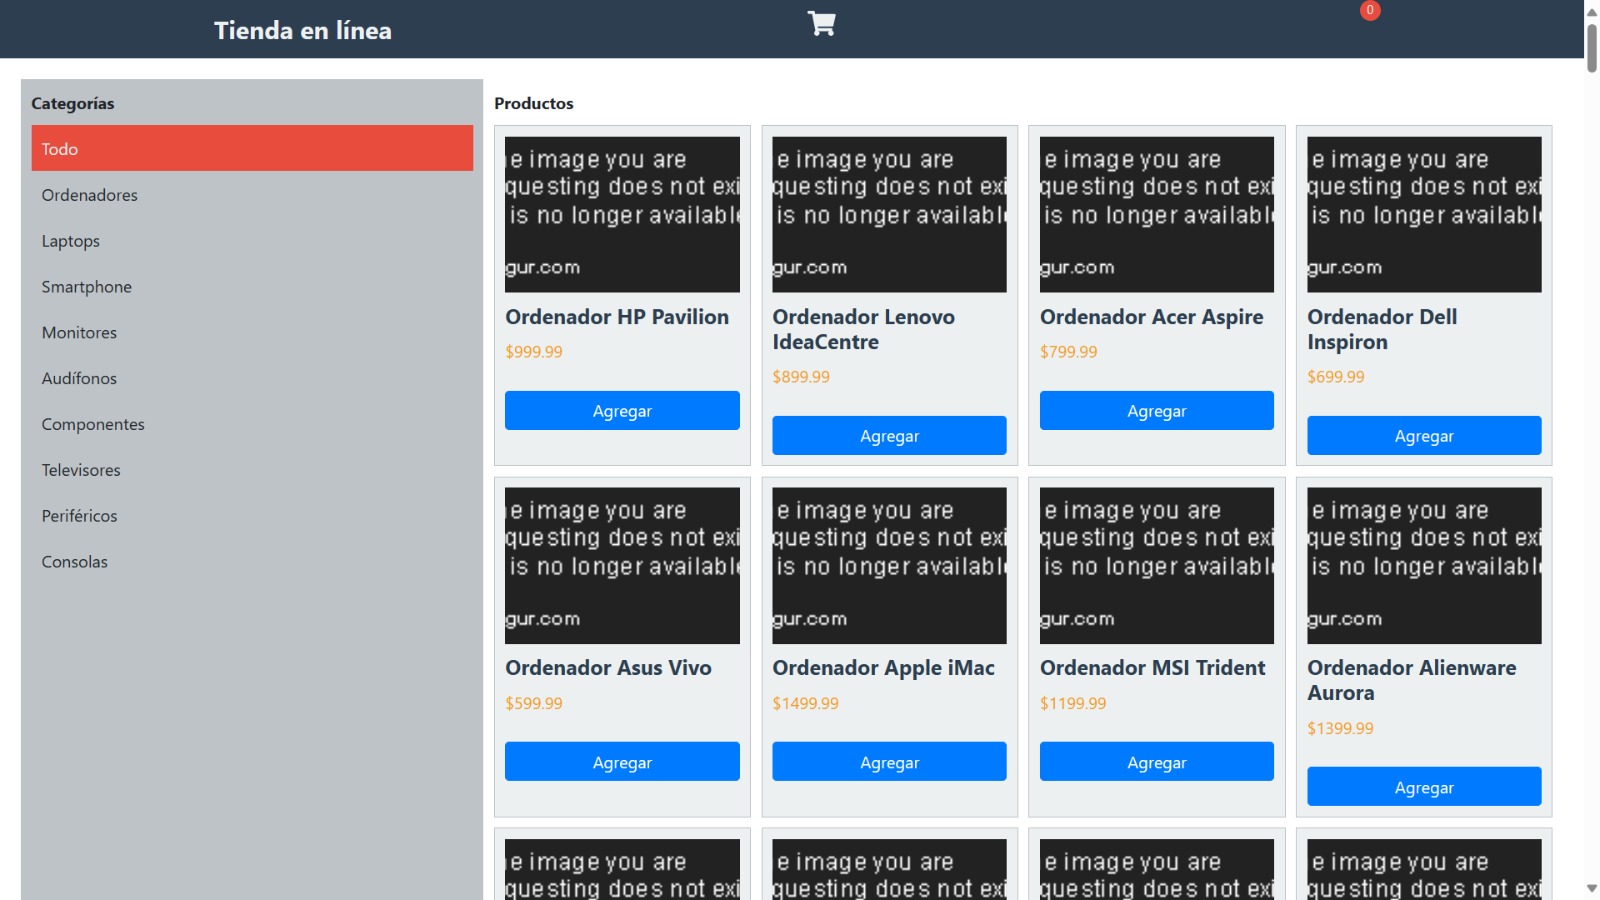 Tienda en línea
0
Categorías
Todo
Ordenadores
Laptops
Smartphone
Monitores
Audífonos
Componentes
Televisores
Periféricos
Consolas
Productos
e image you are
questing does not exi
is no longer available
gur.com
Ordenador HP Pavilion
$999.99
Agregar
e image you are
questing does not exi
is no longer available
gur.com
Ordenador Lenovo
IdeaCentre
$899.99
Agregar
e image you are
questing does not exi
is no longer available
gur.com
Ordenador Acer Aspire
$799.99
Agregar
e image you are
questing does not exi
is no longer available
gur.com
Ordenador Dell
Inspiron
$699.99
Agregar
e image you are
questing does not exi
is no longer available
gur.com
Ordenador Asus Vivo
$599.99
Agregar
e image you are
questing does not exi
is no longer available
gur.com
Ordenador Apple iMac
$1499.99
Agregar
e image you are
questing does not exi
is no longer available
gur.com
Ordenador MSI Trident
$1199.99
Agregar
e image you are
questing does not exi
is no longer available
gur.com
Ordenador Alienware
Aurora
$1399.99
Agregar
e image you are
questing does not exi
e image you are
questing does not exi
e image you are
questing does not exi
e image you are
questing does not exi